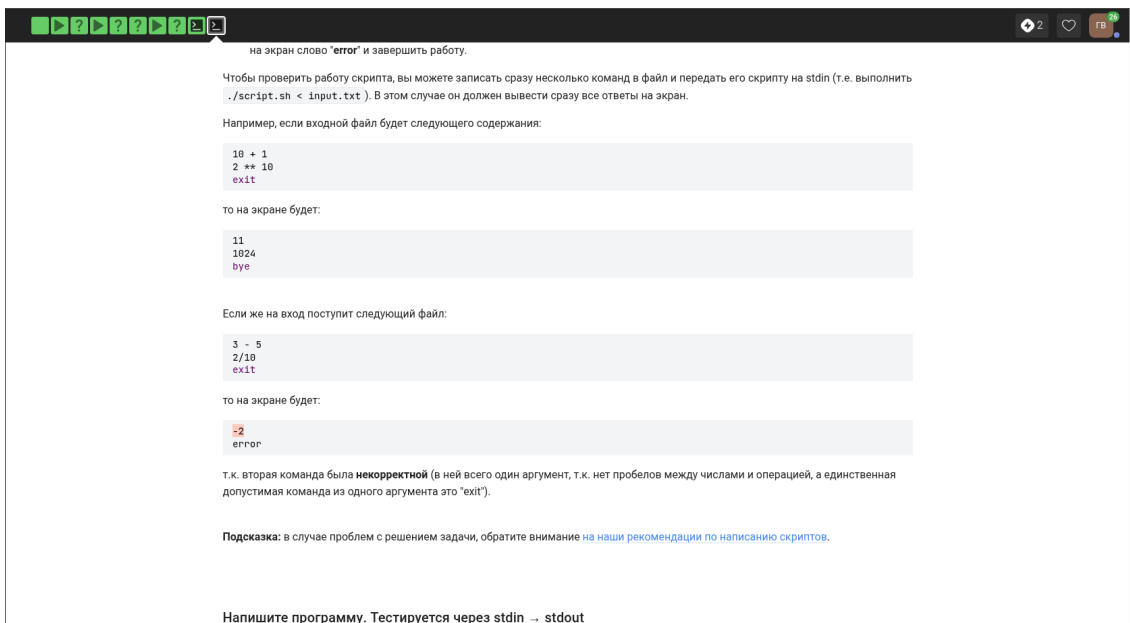 2
ГВ
26
на экран слово "error" и завершить работу.
Чтобы проверить работу скрипта, вы можете записать сразу несколько команд в файл и передать его скрипту на stdin (т.е. выполнить
./script.sh < input.txt ). В этом случае он должен вывести сразу все ответы на экран.
Например, если входной файл будет следующего содержания:
10 + 1
2 ** 10
exit
то на экране будет:
11
1024
bye
Если же на вход поступит следующий файл:
3 - 5
2/10
exit
то на экране будет:
-2
error
т.к. вторая команда была некорректной (в ней всего один аргумент, т.к. нет пробелов между числами и операцией, а единственная
допустимая команда из одного аргумента это "exit").
Подсказка: в случае проблем с решением задачи, обратите внимание на наши рекомендации по написанию скриптов.
Напишите программу. Тестируется через stdin → stdout